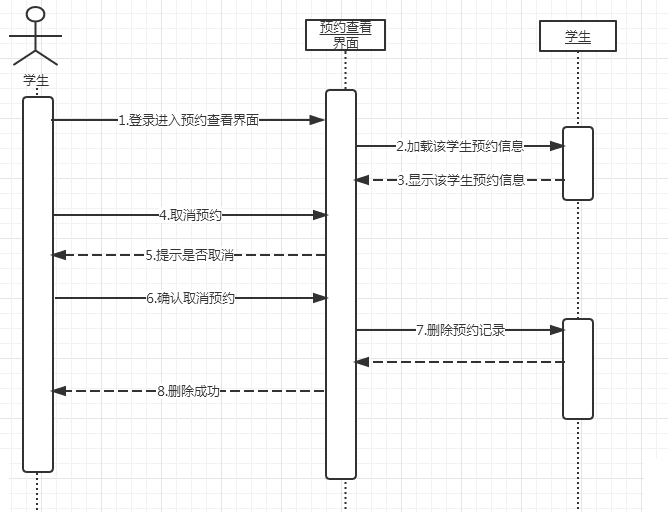 预约查看
界面
学生
学生
1.登录进入预约查看界面
2.加载该学生预约信息
3.显示该学生预约信息
4.取消预约
5.提示是否取消
6.确认取消预约
7.删除预约记录
8.删除成功